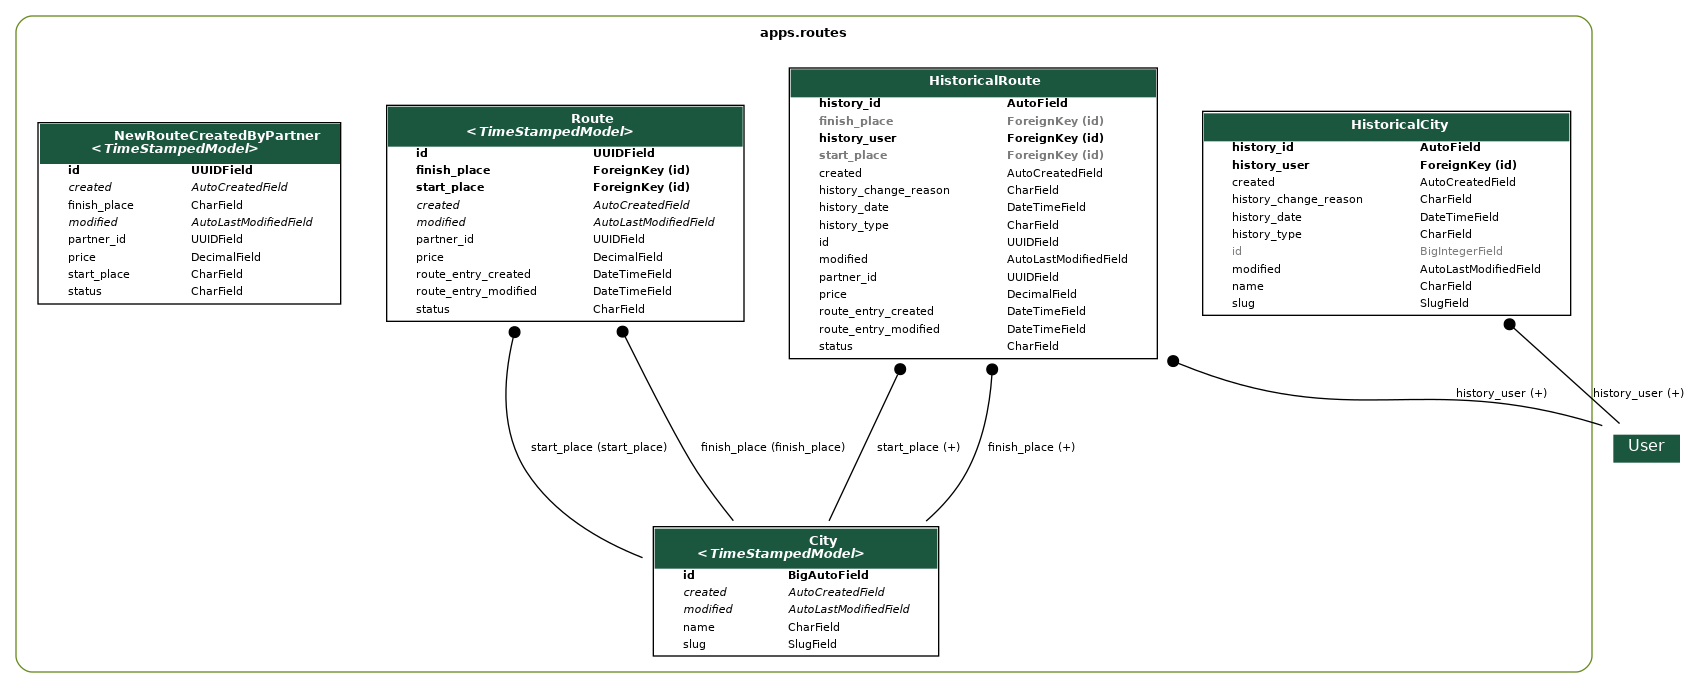 apps.routes
NewRouteCreatedByPartner
<TimeStampedModel>
id UUIDField
created AutoCreatedField
finish_place CharField
modified AutoLastModifiedField
partner_id UUIDField
price DecimalField
start_place CharField
status CharField
Route
<TimeStampedModel>
id UUIDField
finish_place ForeignKey (id)
start_place ForeignKey (id)
created AutoCreatedField
modified AutoLastModifiedField
partner_id UUIDField
price DecimalField
route_entry_created DateTimeField
route_entry_modified DateTimeField
status CharField
HistoricalRoute
history_id AutoField
finish_place ForeignKey (id)
history_user ForeignKey (id)
start_place ForeignKey (id)
created AutoCreatedField
history_change_reason CharField
history_date DateTimeField
history_type CharField
id UUIDField
modified AutoLastModifiedField
partner_id UUIDField
price DecimalField
route_entry_created DateTimeField
route_entry_modified DateTimeField
status CharField
HistoricalCity
history_id AutoField
history_user ForeignKey (id)
created AutoCreatedField
history_change_reason CharField
history_date DateTimeField
history_type CharField
id BigIntegerField
modified AutoLastModifiedField
name CharField
slug SlugField
history_user (+)
history_user (+)
start_place (start_place)
finish_place (finish_place)
start_place (+)
finish_place (+)
User
City
<TimeStampedModel>
id BigAutoField
created AutoCreatedField
modified AutoLastModifiedField
name CharField
slug SlugField